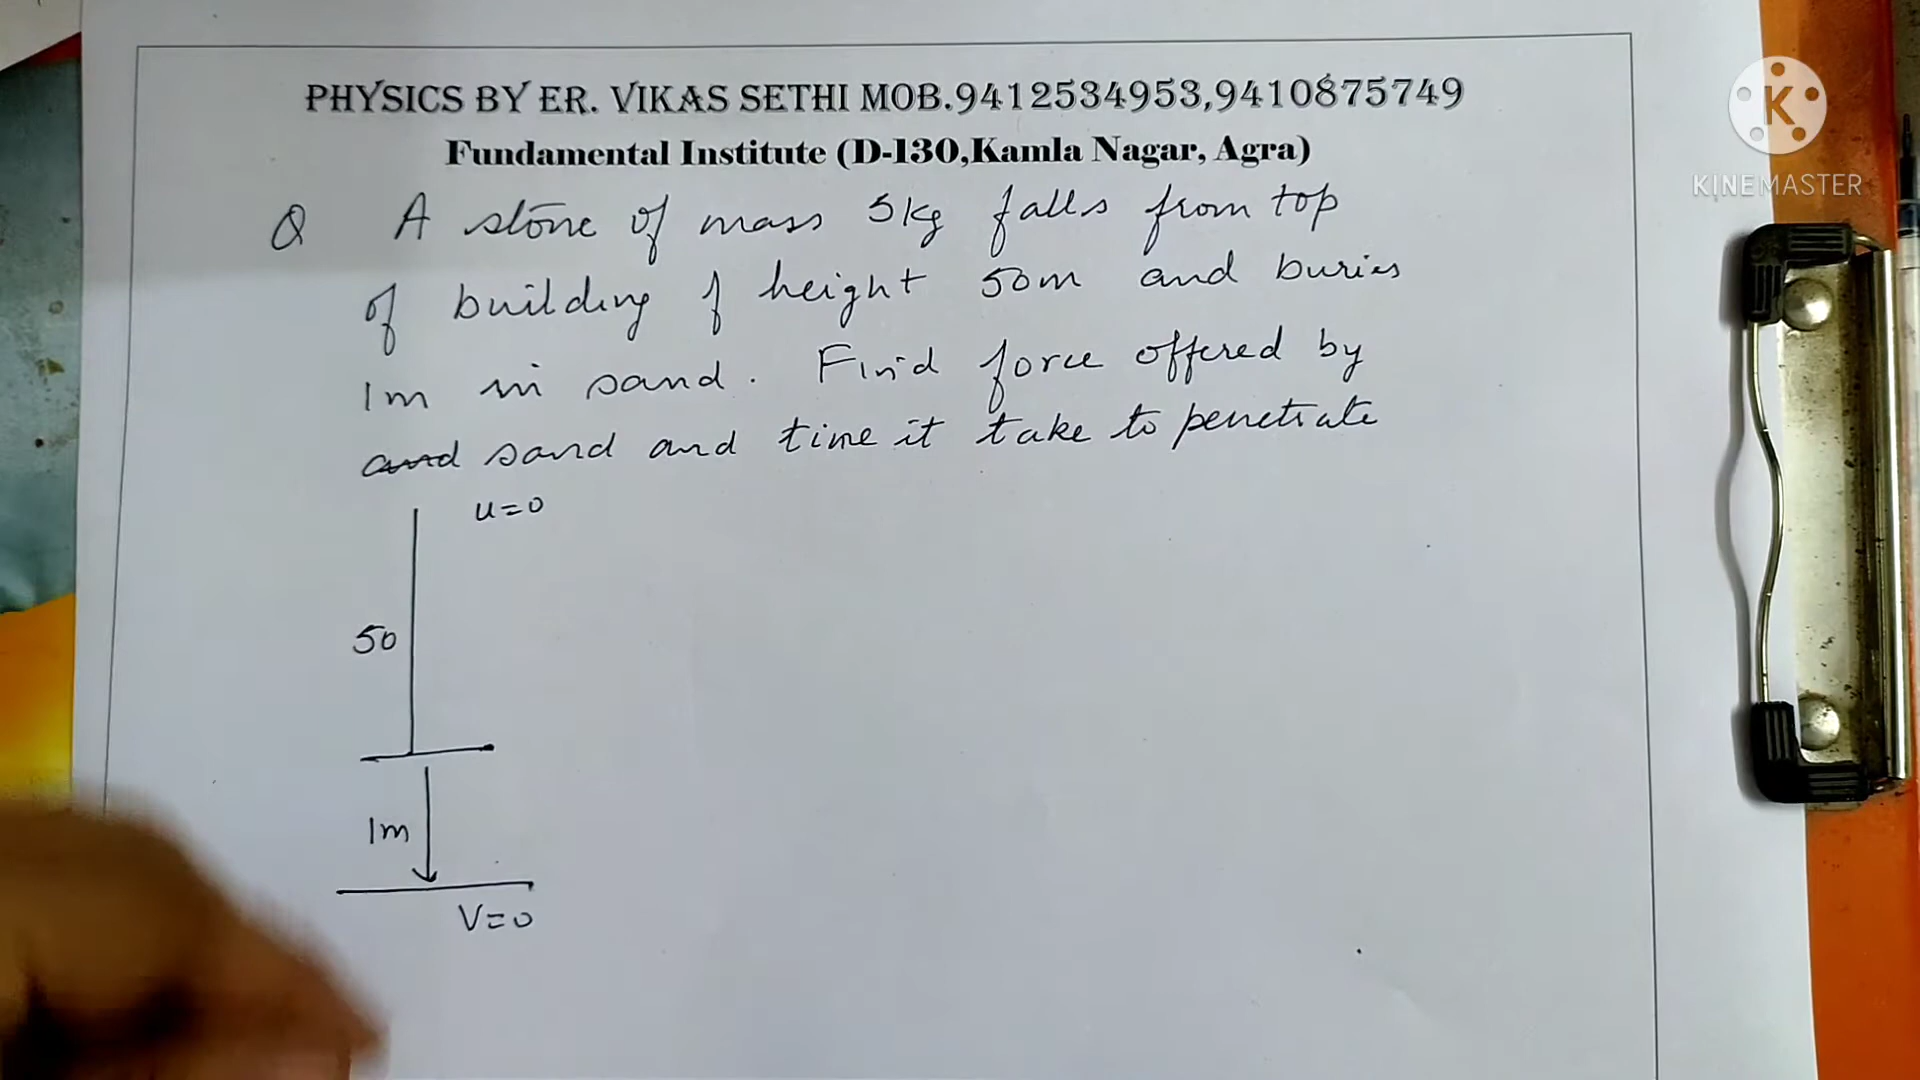 PHYSICS BY ER. VIKAS SETHI MOB.9412534953,9410875749
Fundamental Institute (D-130,Kamla Nagar, Agra)
K
KINEMASTER
Q A stone of mass 5kg falls from top
of building of height 50m and buries
1m in sand. Find force offered by
and sand and time it take to penetrate
u=0
50
1m
V=0